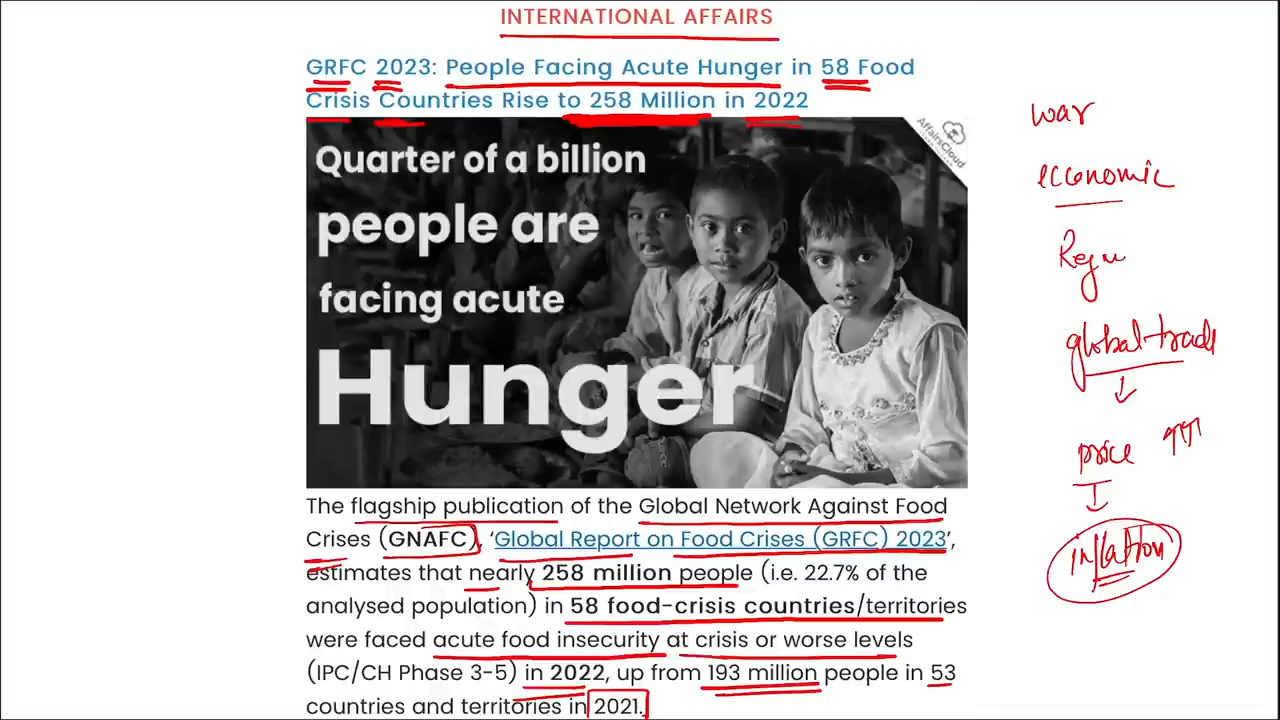 INTERNATIONAL AFFAIRS
GRFC 2023: People Facing Acute Hunger in 58 Food
Crisis Countries Rise to 258 Million in 2022
AffairsCloud
Quarter of a billion
people are
facing acute
Hunger
The flagship publication of the Global Network Against Food
Crises (GNAFC), ‘Global Report on Food Crises (GRFC) 2023’,
estimates that nearly 258 million people (i.e. 22.7% of the
analysed population) in 58 food-crisis countries/territories
were faced acute food insecurity at crisis or worse levels
(IPC/CH Phase 3-5) in 2022, up from 193 million people in 53
countries and territories in 2021.
war
economic
global trade
price ↑↑↑
inflation